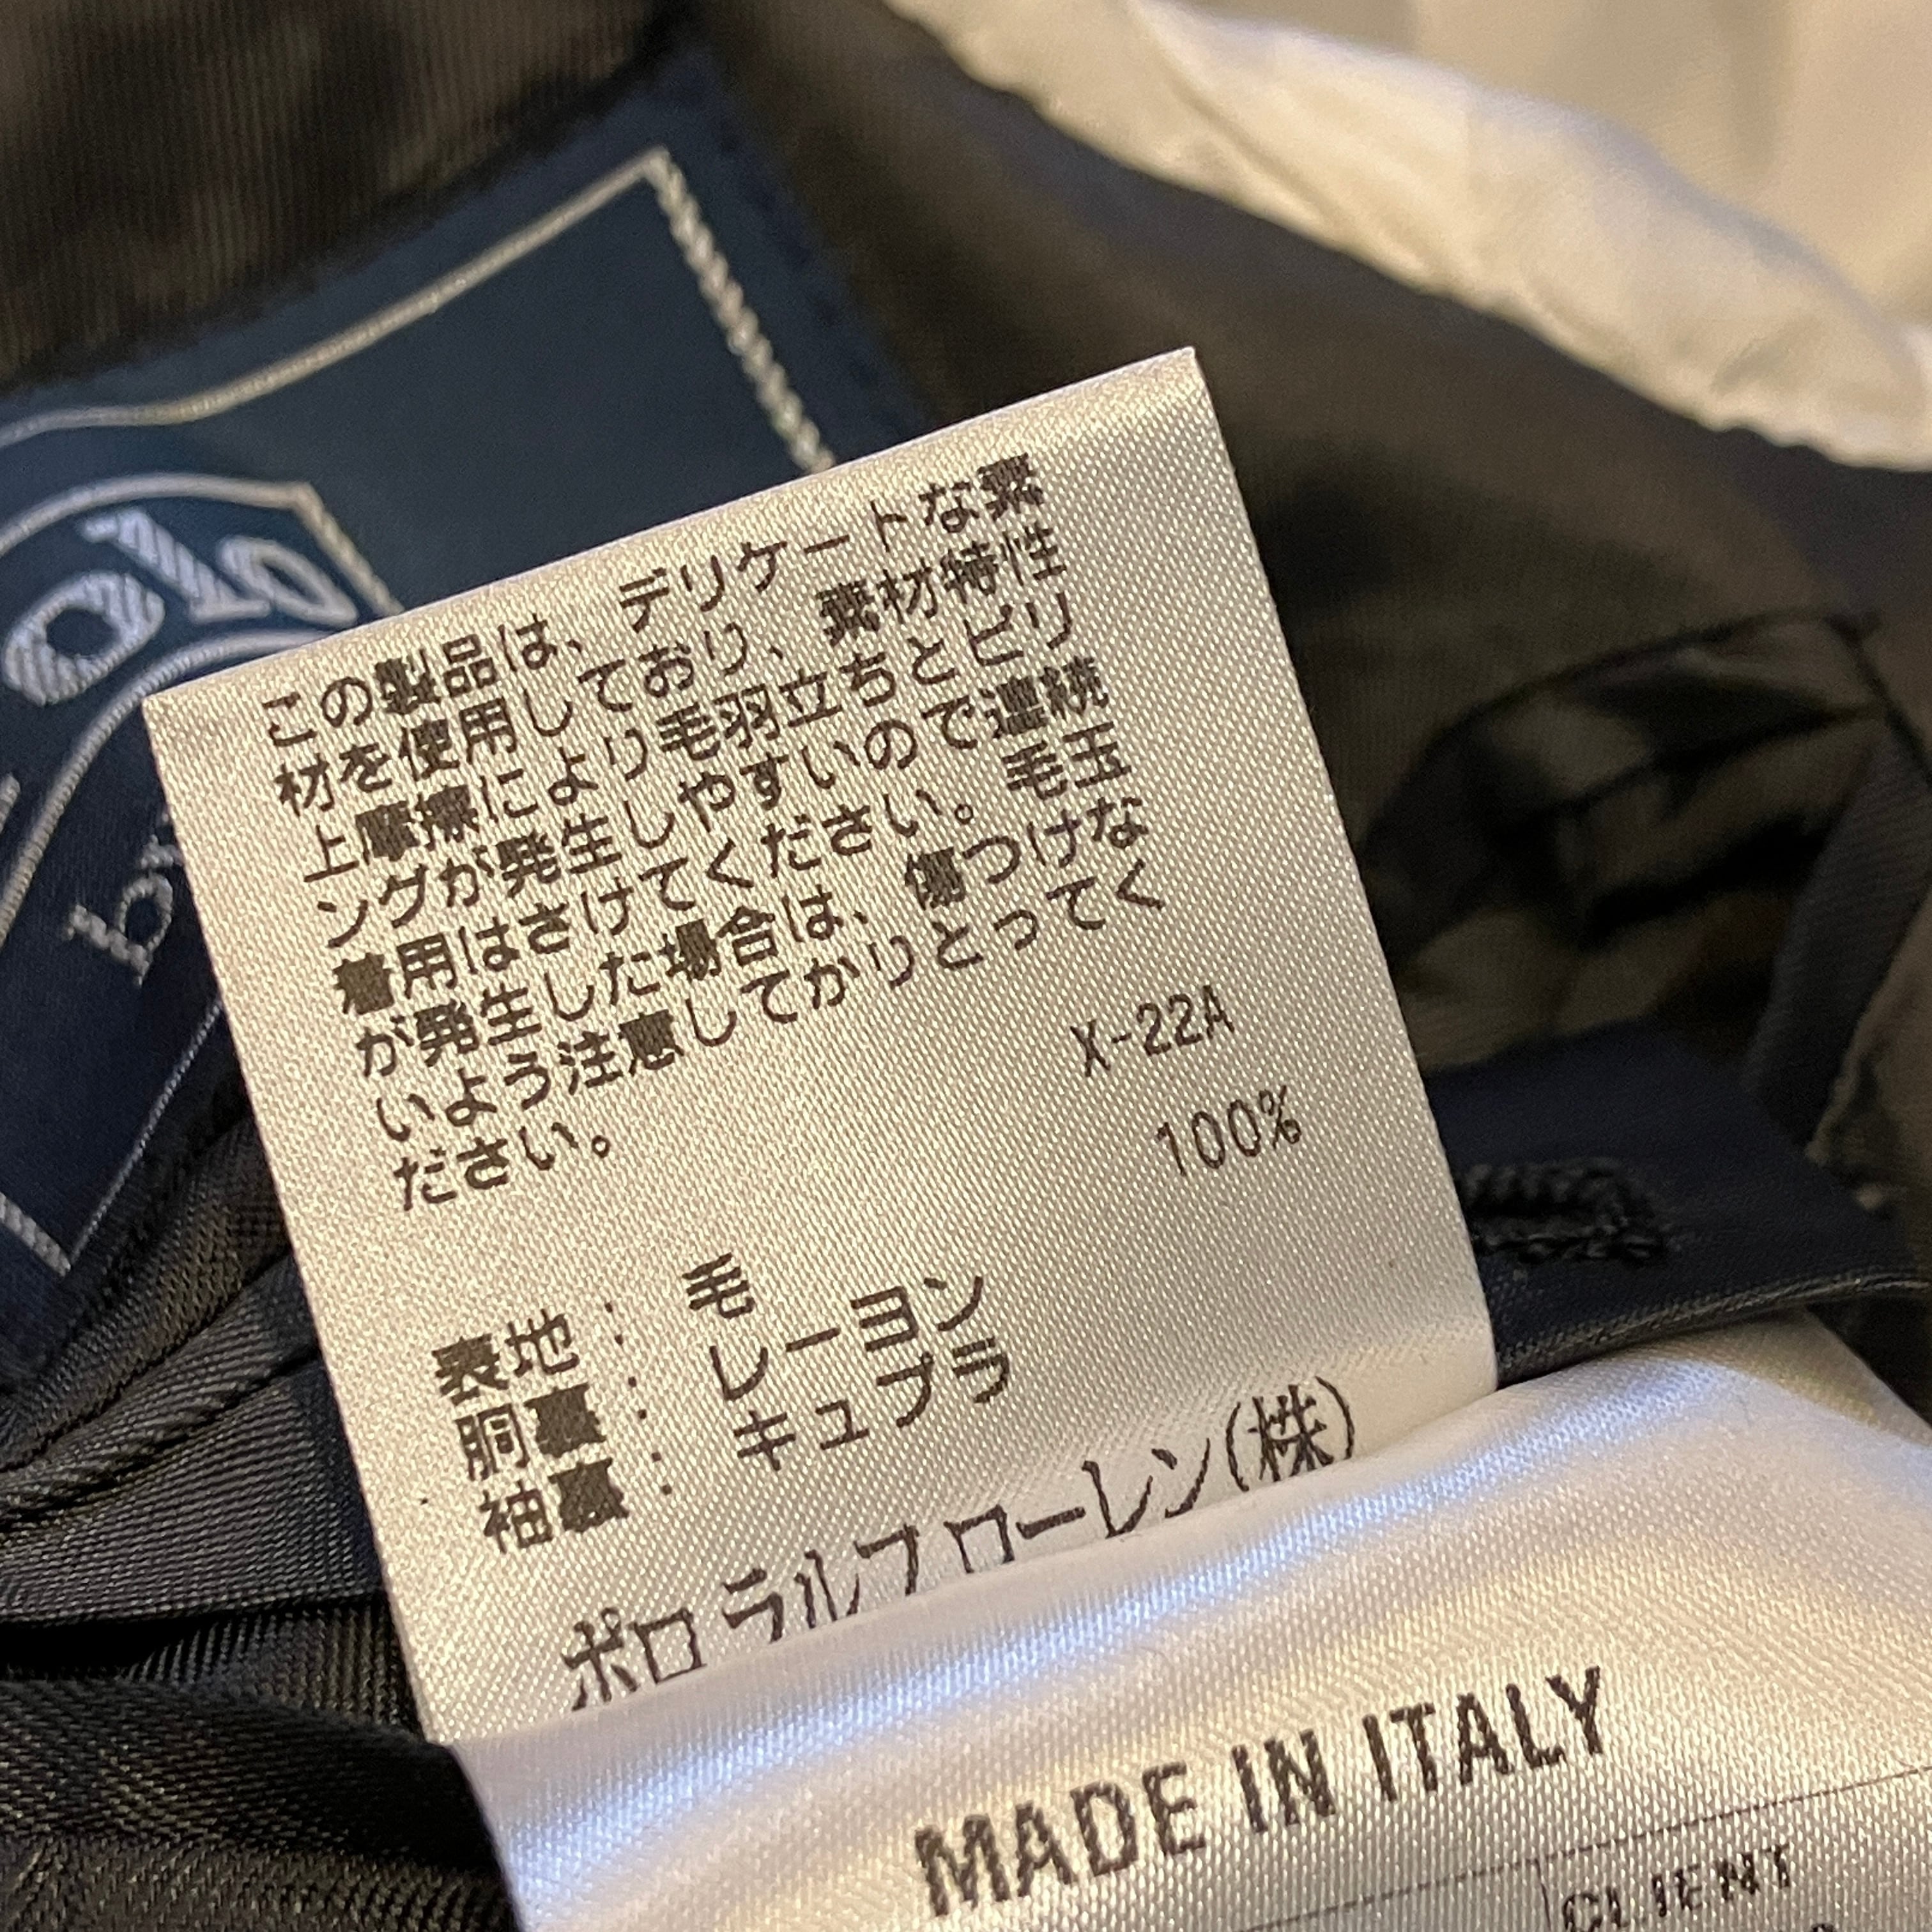 この製品は、デリケートな素
材を使用しており、素材特性
上摩擦により毛羽立ちとピリ
ングが発生しやすいので連続
着用はさけてください。毛玉
が発生した場合は、傷つけな
いよう注意してかりとってく
ださい。
X-22A
100%
表地： 毛
胴裏： レーヨン
袖裏： キュプラ
ポロ ラルフ ローレン(株)
MADE IN ITALY
CLIENT